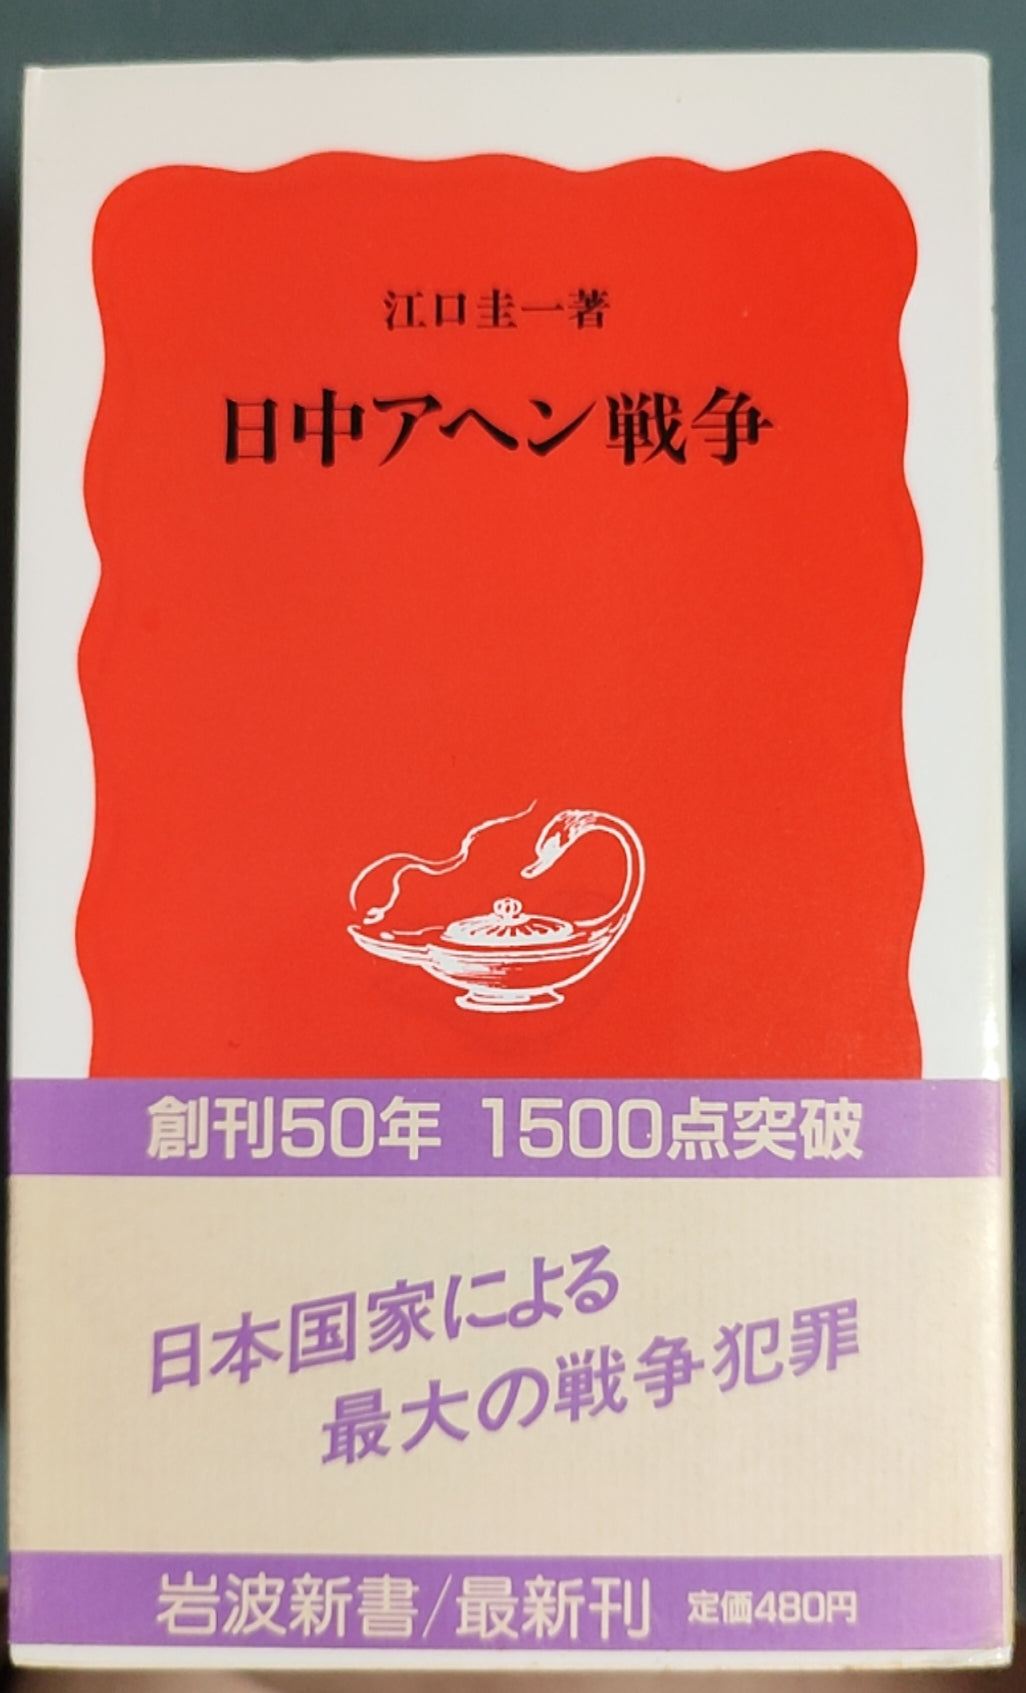 江口圭一著
日中アヘン戦争
創刊50年 1500点突破
日本国家による
最大の戦争犯罪
岩波新書/最新刊 定価480円